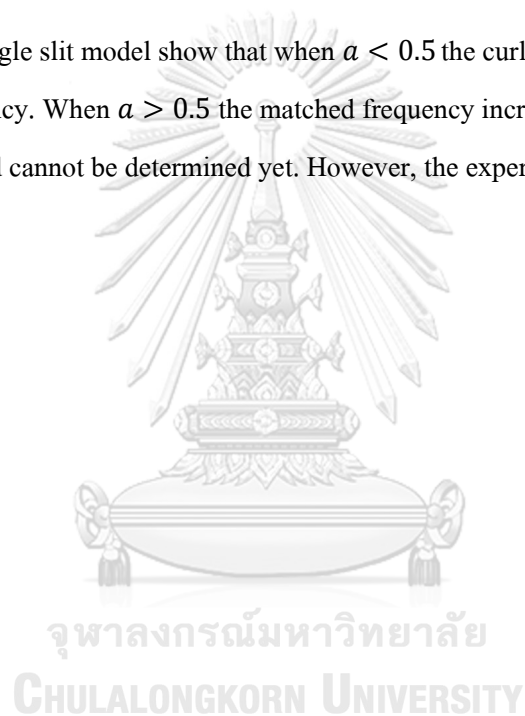 gle slit model show that when 𝑎 < 0.5 the curl
cy. When 𝑎 > 0.5 the matched frequency incr
l cannot be determined yet. However, the exper
จุฬาลงกรณ์มหาวิทยาลัย
CHULALONGKORN UNIVERSITY